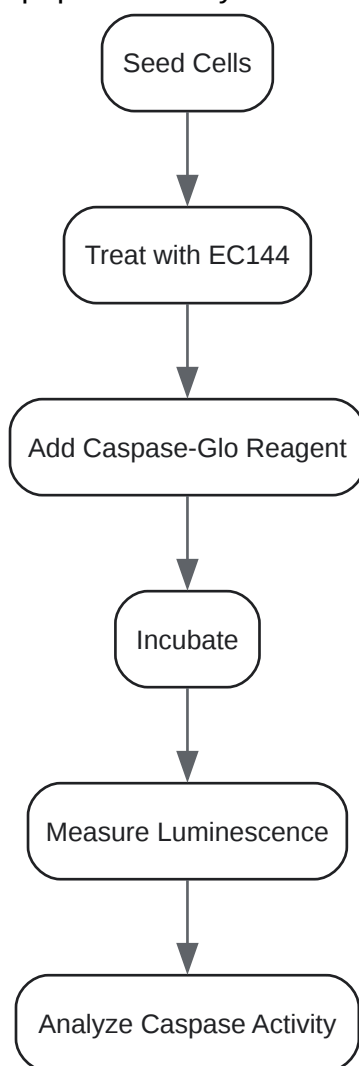 Seed Cells
Treat with EC144
Add Caspase-Glo Reagent
Incubate
Measure Luminescence
Analyze Caspase Activity